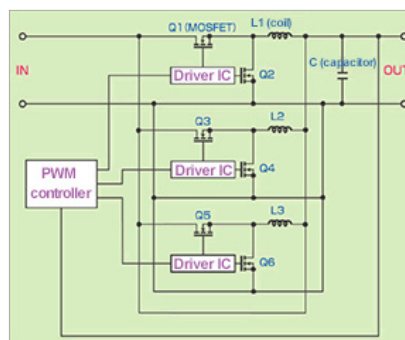 Q1 (MOSFET)
L1 (coil)
IN
Driver IC
Q2
C (capacitor)
OUT
Q3
L2
Driver IC
Q4
PWM
controller
Q5
L3
Driver IC
Q6